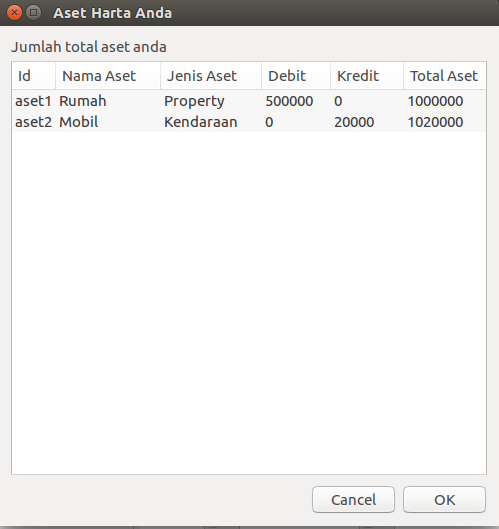 Aset Harta Anda
Jumlah total aset anda
Id Nama Aset Jenis Aset Debit Kredit Total Aset
aset1 Rumah Property 500000 0 1000000
aset2 Mobil Kendaraan 0 20000 1020000
Cancel OK